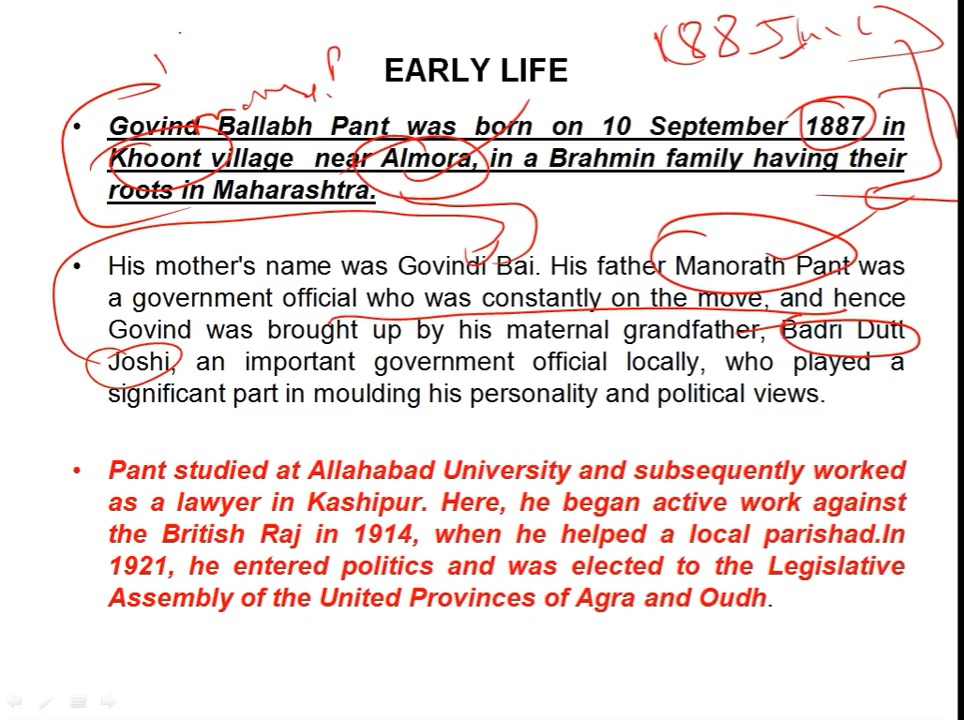 EARLY LIFE
• Govind Ballabh Pant was born on 10 September 1887 in
Khoont village near Almora, in a Brahmin family having their
roots in Maharashtra.
• His mother's name was Govindi Bai. His father Manorath Pant was
a government official who was constantly on the move, and hence
Govind was brought up by his maternal grandfather, Badri Dutt
Joshi, an important government official locally, who played a
significant part in moulding his personality and political views.
• Pant studied at Allahabad University and subsequently worked
as a lawyer in Kashipur. Here, he began active work against
the British Raj in 1914, when he helped a local parishad.In
1921, he entered politics and was elected to the Legislative
Assembly of the United Provinces of Agra and Oudh.